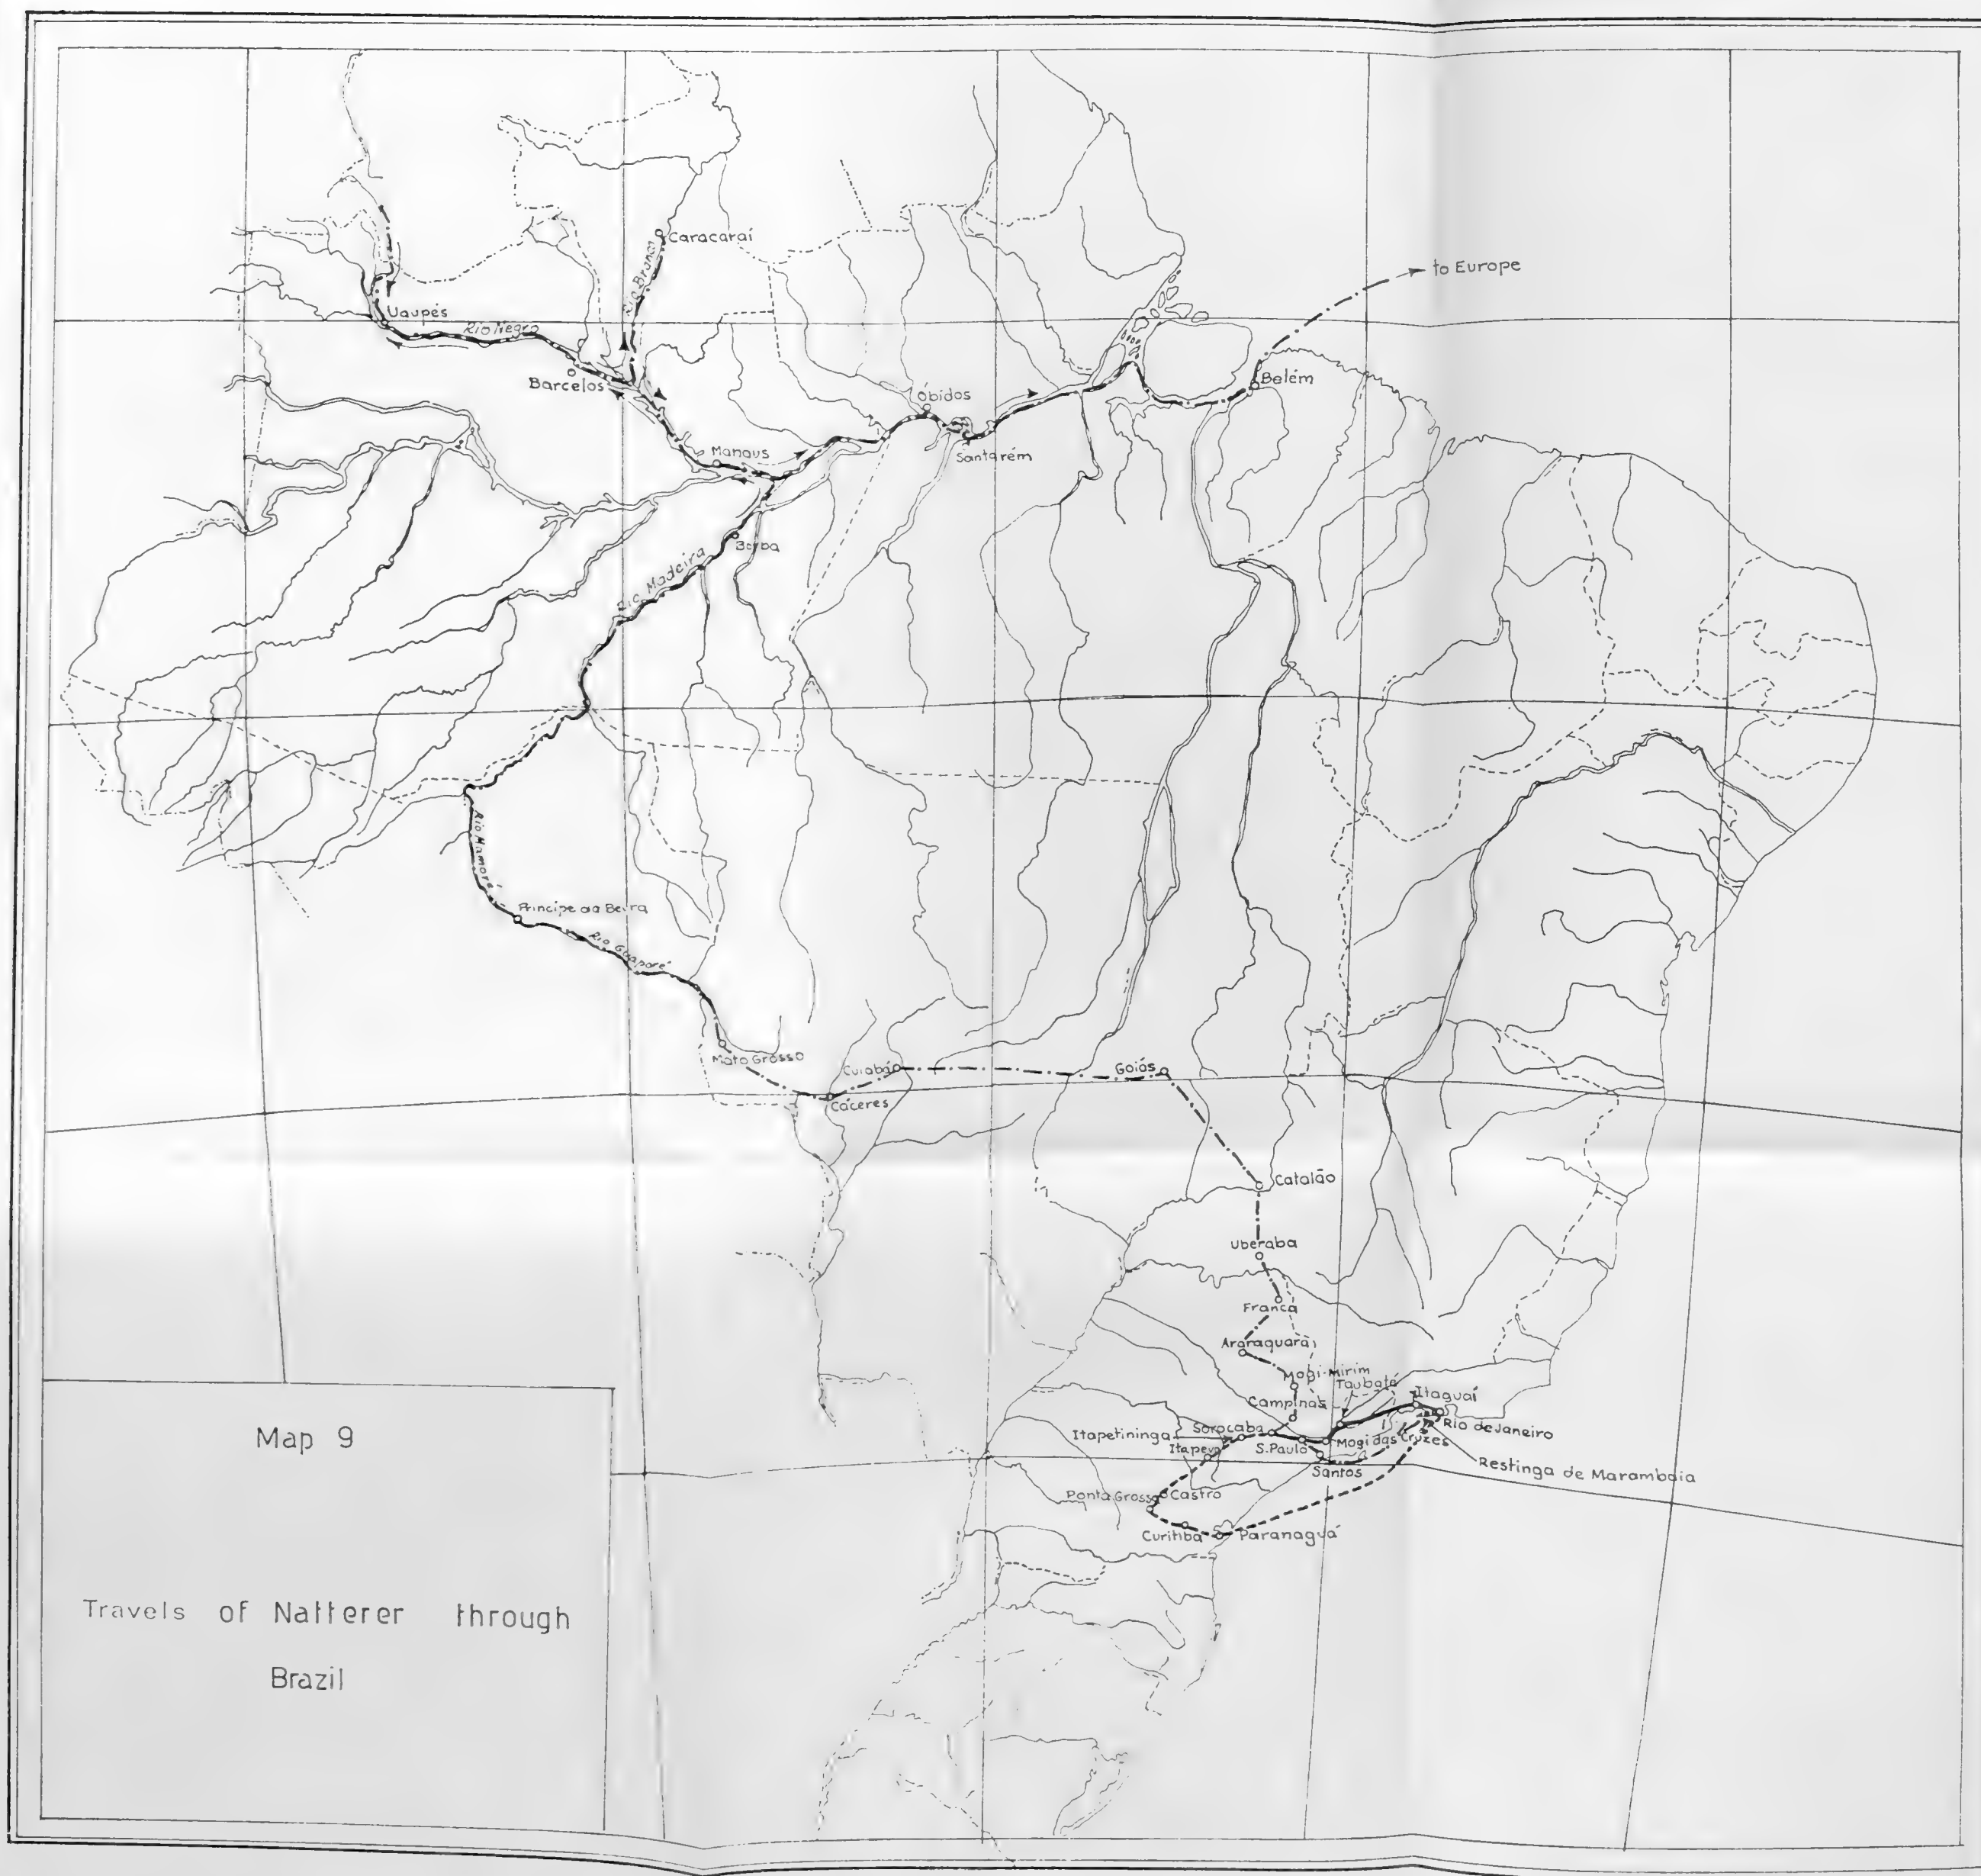 Caracaraí
Rio Branco
to Europe
Uaupés
Rio Negro
Barcelos
Belém
Óbidos
Manaus
Santarém
Borba
Rio Madeira
Rio Mamoré
Príncipe da Beira
Rio Guaporé
Mato Grosso
Cuiabá
Goiás
Cáceres
Catalão
Uberaba
Franca
Araraquara
Mogi-Mirim
Taubaté
Itaguaí
Campinas
Rio de Janeiro
Sorocaba
Itapetininga
Mogi das Cruzes
S. Paulo
Itapeva
Restinga de Marambaia
Santos
Ponta Grossa
Castro
Curitiba
Paranaguá
Map 9
Travels of Natterer through
Brazil